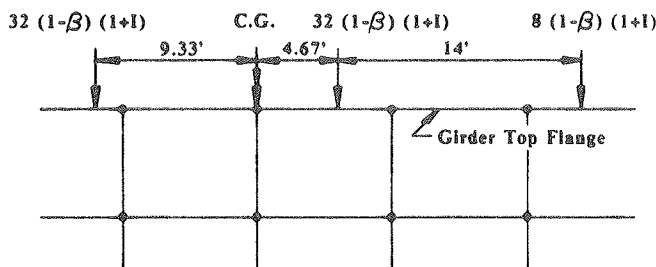 32 (1-β) (1+I) C.G. 32 (1-β) (1+I) 8 (1-β) (1+I)
9.33' 4.67' 14'
Girder Top Flange